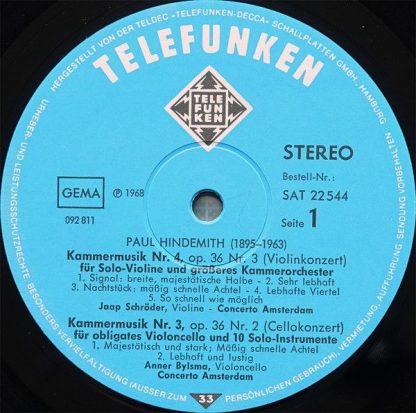 HERGESTELLT VON DER TELDEC »TELEFUNKEN-DECCA« SCHALLPLATTEN GMBH · HAMBURG
TELEFUNKEN
TELE
FUN
KEN
STEREO
Bestell-Nr.:
SAT 22544
Seite 1
GEMA
℗ 1968
092 811
PAUL HINDEMITH (1895-1963)
Kammermusik Nr. 4, op. 36 Nr. 3 (Violinkonzert)
für Solo-Violine und größeres Kammerorchester
1. Signal: breite, majestätische Halbe - 2. Sehr lebhaft
3. Nachtstück: mäßig schnelle Achtel - 4. Lebhafte Viertel
5. So schnell wie möglich
Jaap Schröder, Violine - Concerto Amsterdam
Kammermusik Nr. 3, op. 36 Nr. 2 (Cellokonzert)
für obligates Violoncello und 10 Solo-Instrumente
1. Majestätisch und stark; Mäßig schnelle Achtel
2. Lebhaft und lustig
Anner Bylsma, Violoncello
Concerto Amsterdam
33
URHEBER- UND LEISTUNGSSCHUTZRECHTE BESONDERS VERVIELFÄLTIGUNG (AUSSER ZUM PERSÖNLICHEN GEBRAUCH), VERMIETUNG, AUFFÜHRUNG, SENDUNG VORBEHALTEN